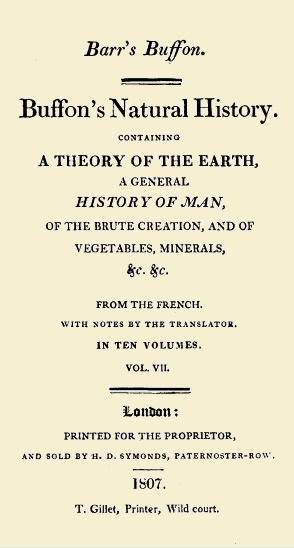 Barr's Buffon.
Buffon's Natural History.
CONTAINING
A THEORY OF THE EARTH,
A GENERAL
HISTORY OF MAN,
OF THE BRUTE CREATION, AND OF
VEGETABLES, MINERALS,
&c. &c.
FROM THE FRENCH.
WITH NOTES BY THE TRANSLATOR.
IN TEN VOLUMES.
VOL. VII.
London:
PRINTED FOR THE PROPRIETOR,
AND SOLD BY H. D. SYMONDS, PATERNOSTER-ROW.
1807.
T. Gillet, Printer, Wild court.